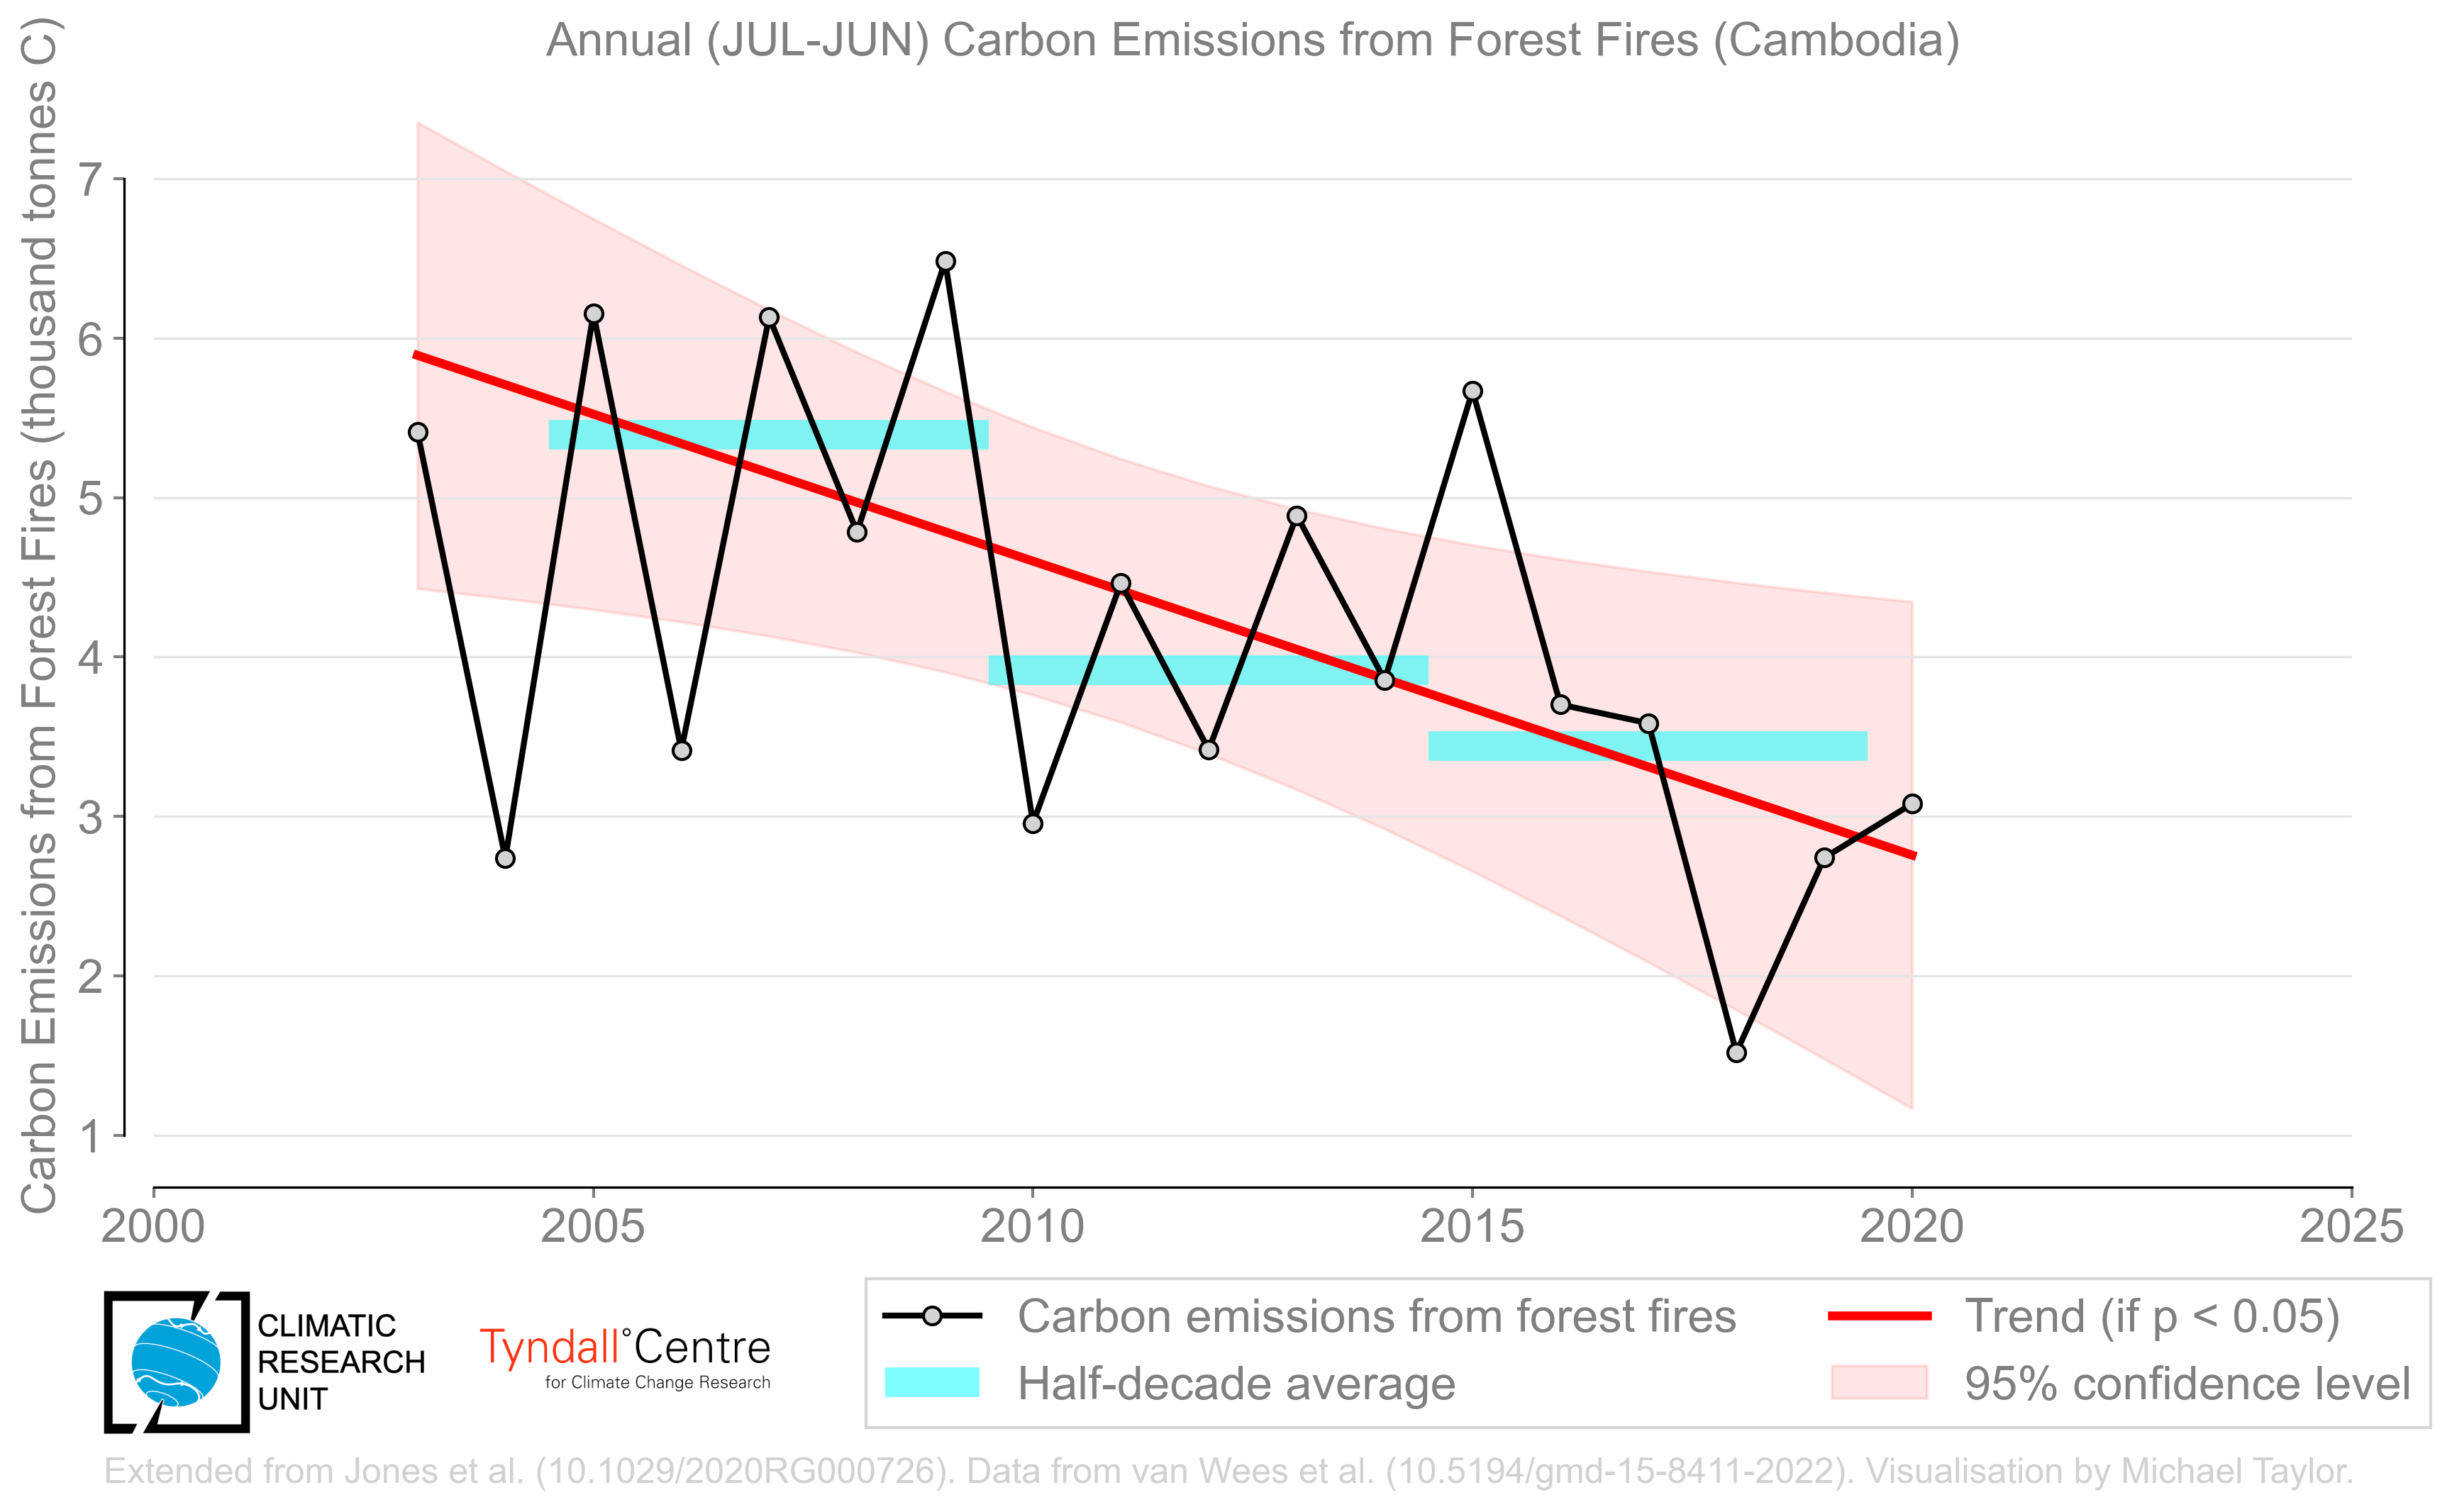 Annual (JUL-JUN) Carbon Emissions from Forest Fires (Cambodia)
Carbon Emissions from Forest Fires (thousand tonnes C)
7
6
5
4
3
2
1
2000
2005
2010
2015
2020
2025
CLIMATIC
RESEARCH
UNIT
Tyndall°Centre
for Climate Change Research
Carbon emissions from forest fires
Half-decade average
Trend (if p < 0.05)
95% confidence level
Extended from Jones et al. (10.1029/2020RG000726). Data from van Wees et al. (10.5194/gmd-15-8411-2022). Visualisation by Michael Taylor.